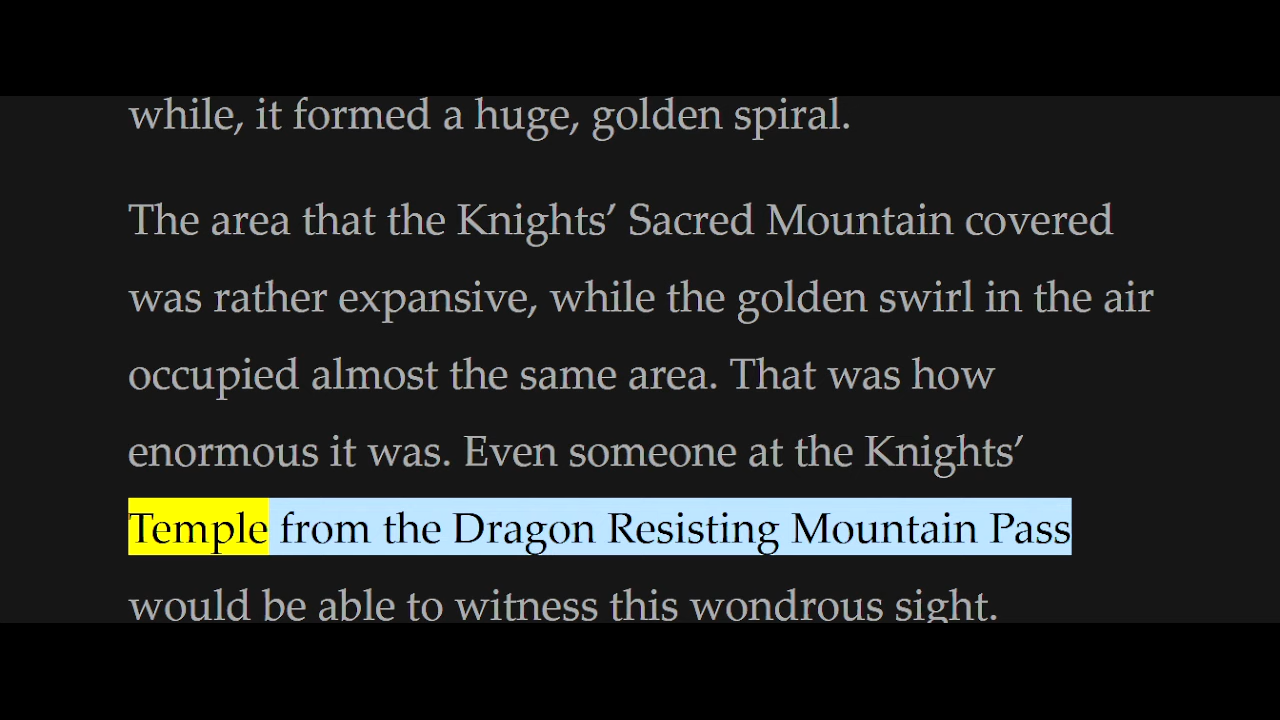 while, it formed a huge, golden spiral.
The area that the Knights’ Sacred Mountain covered
was rather expansive, while the golden swirl in the air
occupied almost the same area. That was how
enormous it was. Even someone at the Knights’
Temple from the Dragon Resisting Mountain Pass
would be able to witness this wondrous sight.